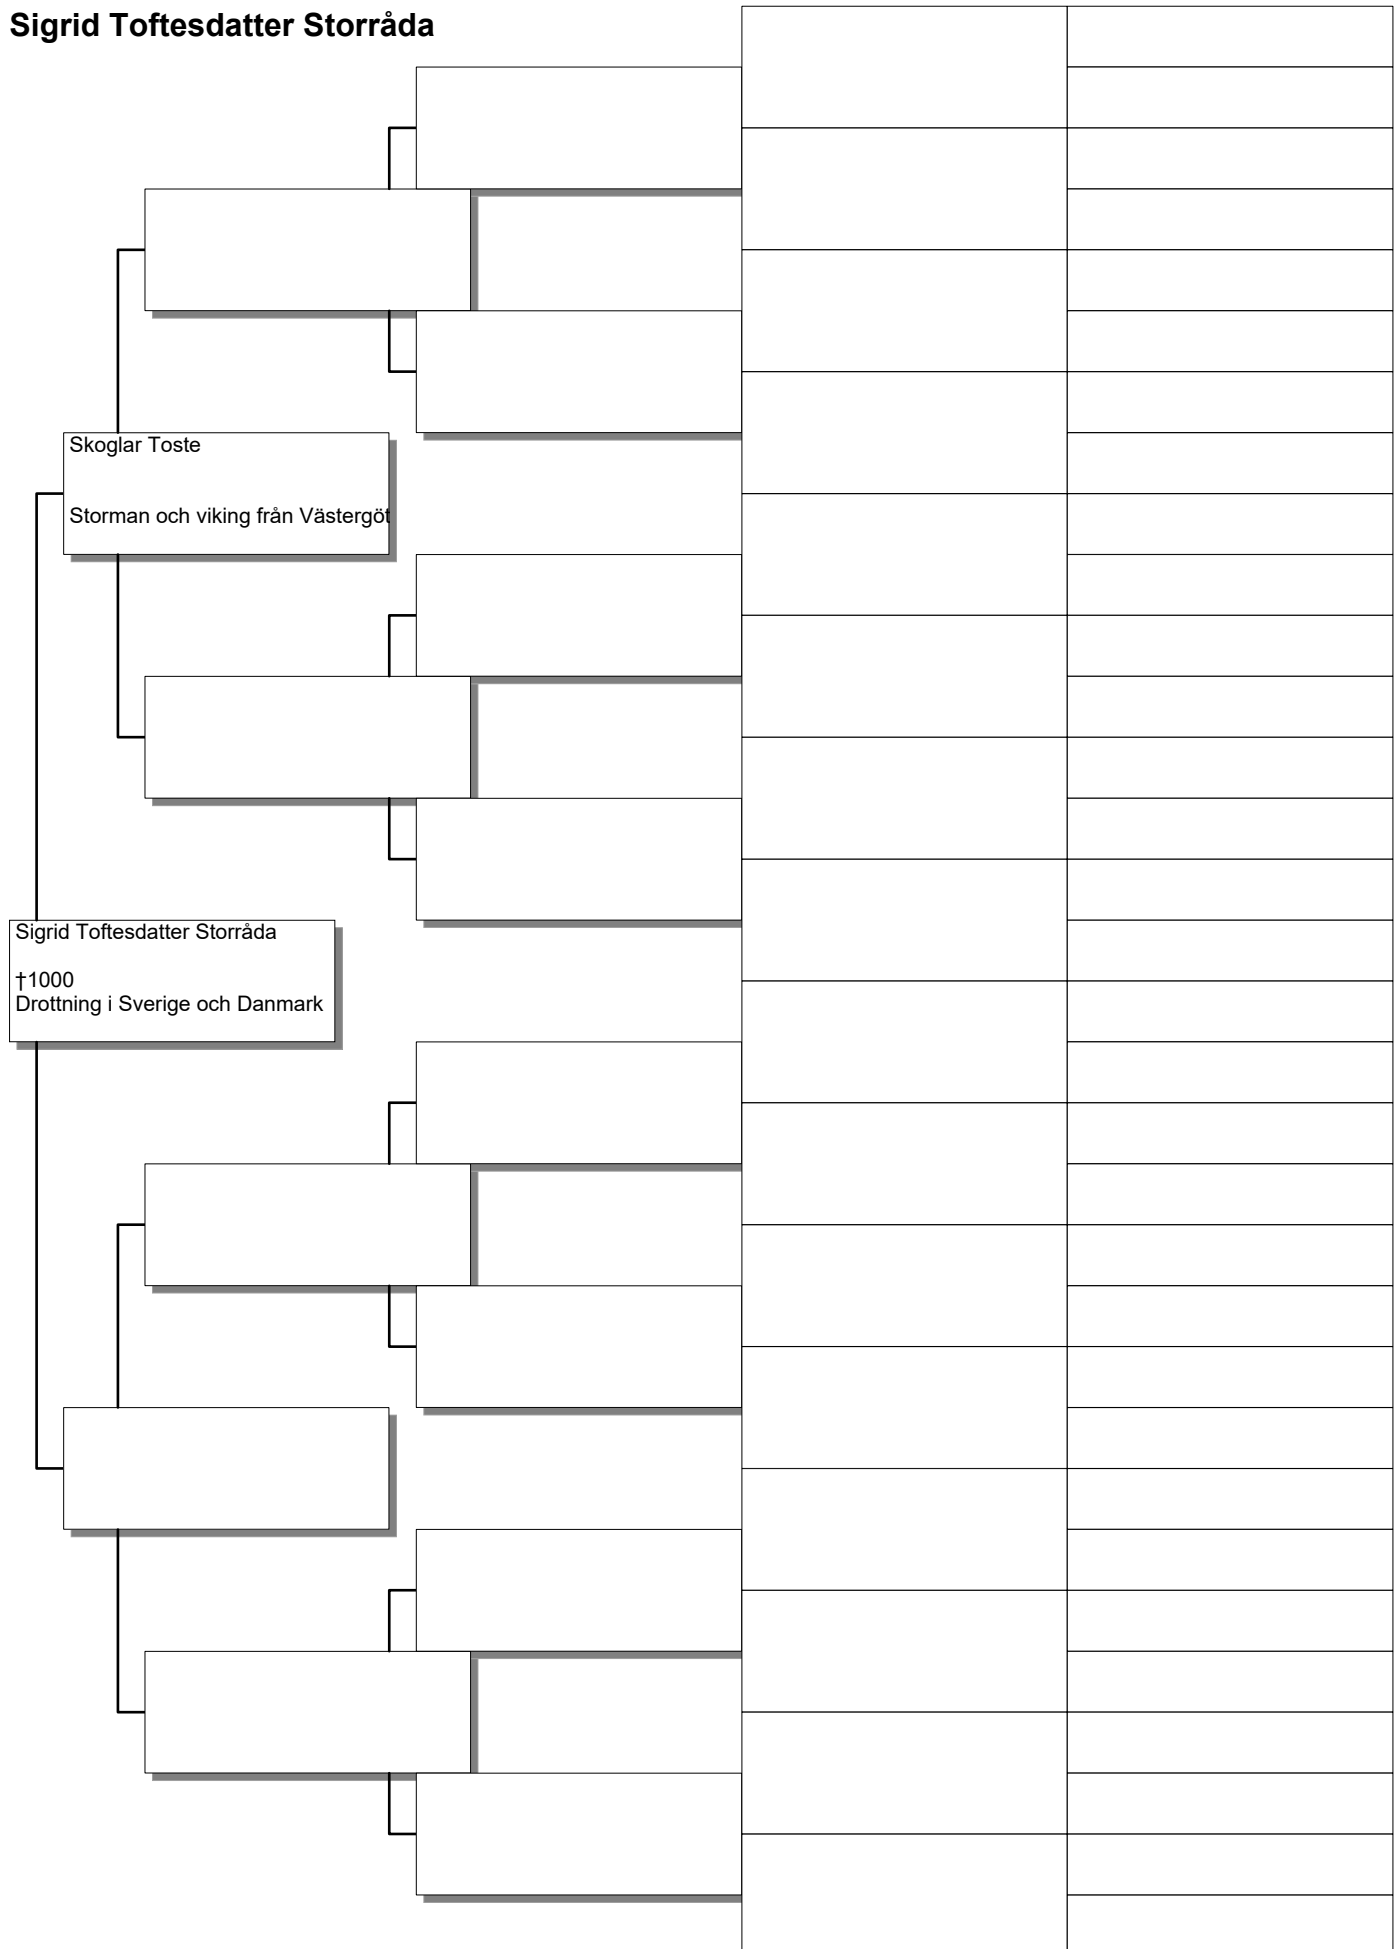 Sigrid Toftesdatter Storråda
Skoglar Toste
Storman och viking från Västergöt
Sigrid Toftesdatter Storråda
†1000
Drottning i Sverige och Danmark